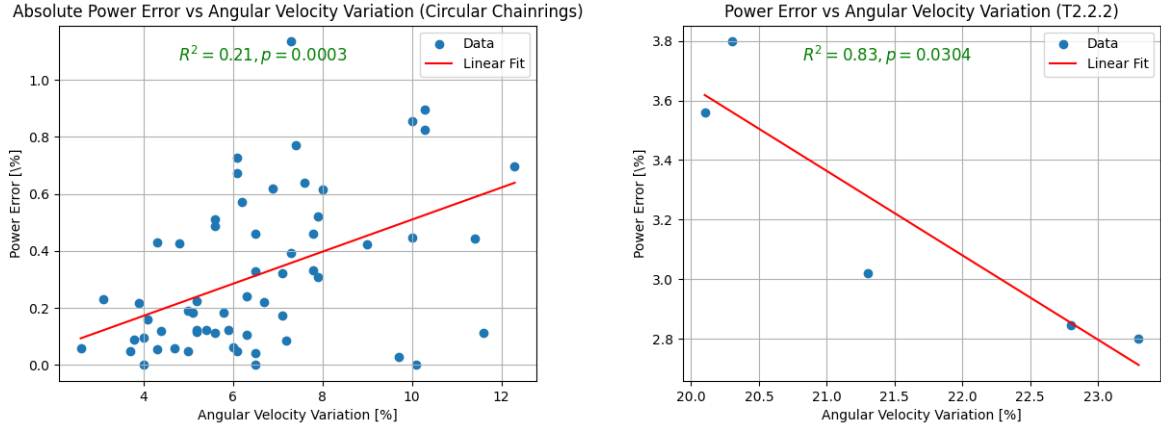 Absolute Power Error vs Angular Velocity Variation (Circular Chainrings)
R² = 0.21, p = 0.0003
Data
Linear Fit
Power Error [\%]
1.0
0.8
0.6
0.4
0.2
0.0
4 6 8 10 12
Angular Velocity Variation [%]
Power Error vs Angular Velocity Variation (T2.2.2)
R² = 0.83, p = 0.0304
Data
Linear Fit
Power Error [\%]
3.8
3.6
3.4
3.2
3.0
2.8
20.0 20.5 21.0 21.5 22.0 22.5 23.0
Angular Velocity Variation [%]